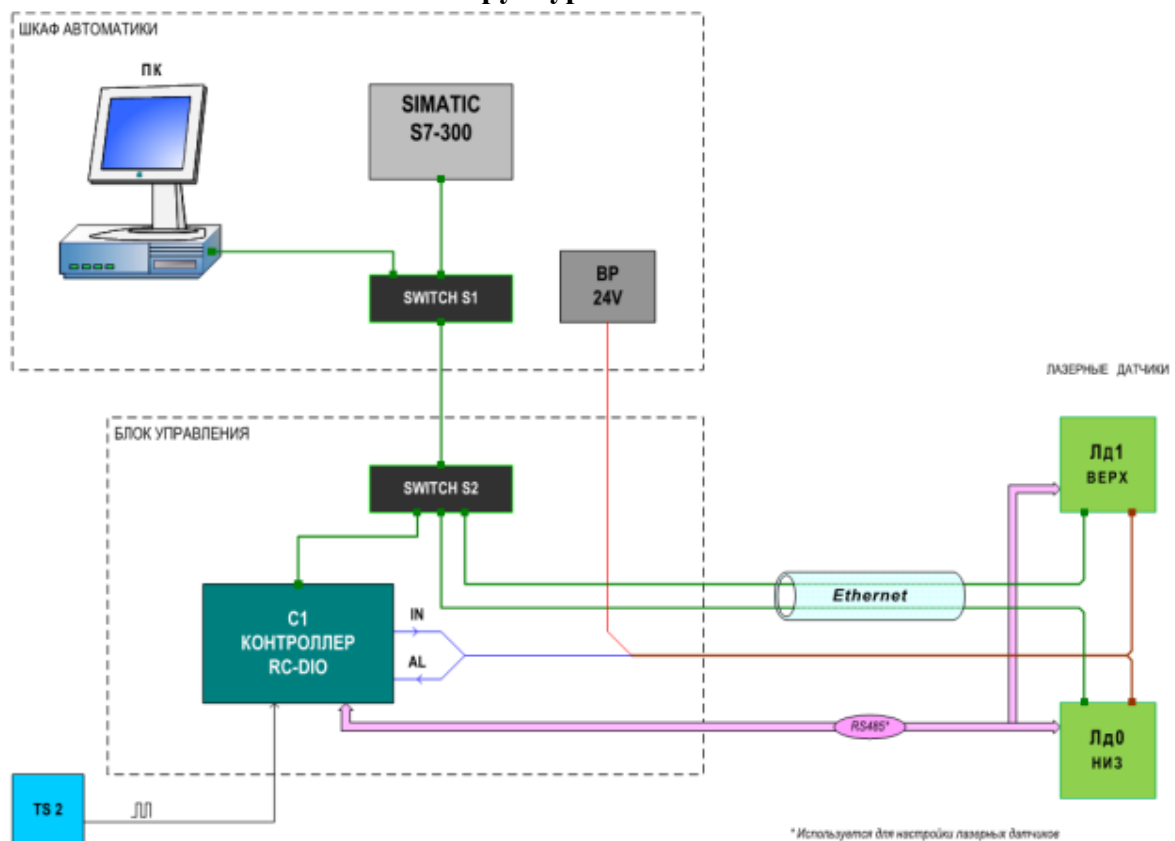 ШКАФ АВТОМАТИКИ
ПК
SIMATIC
S7-300
SWITCH S1
BP
24V
ЛАЗЕРНЫЕ ДАТЧИКИ
БЛОК УПРАВЛЕНИЯ
SWITCH S2
Лд1
ВЕРХ
Ethernet
C1
КОНТРОЛЛЕР
RC-DIO
IN
AL
RS485*
Лд0
НИЗ
TS 2
* Используется для настройки лазерных датчиков